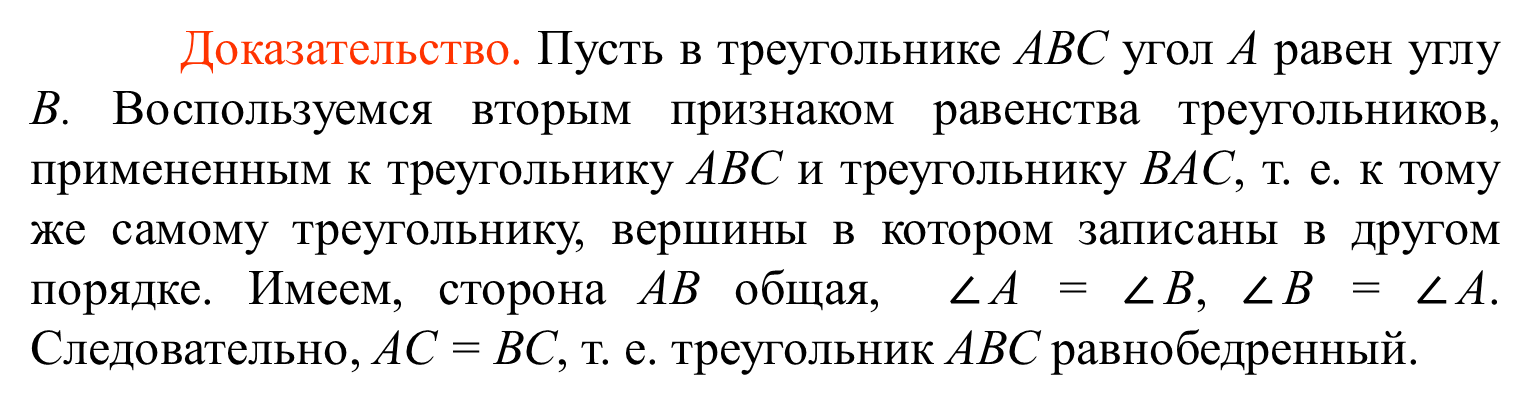 Доказательство. Пусть в треугольнике ABC угол A равен углу
B. Воспользуемся вторым признаком равенства треугольников,
примененным к треугольнику ABC и треугольнику BAC, т. е. к тому
же самому треугольнику, вершины в котором записаны в другом
порядке. Имеем, сторона AB общая, ∠A = ∠B, ∠B = ∠A.
Следовательно, AC = BC, т. е. треугольник ABC равнобедренный.